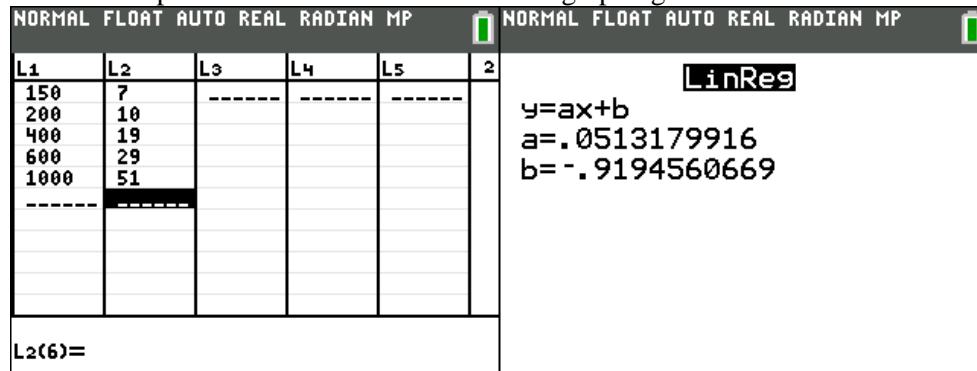 NORMAL FLOAT AUTO REAL RADIAN MP
L1 L2 L3 L4 L5 2
150 7 ------ ------ ------
200 10
400 19
600 29
1000 51
------ ------
L2(6)=
NORMAL FLOAT AUTO REAL RADIAN MP
LinReg
y=ax+b
a=.0513179916
b=-.9194560669